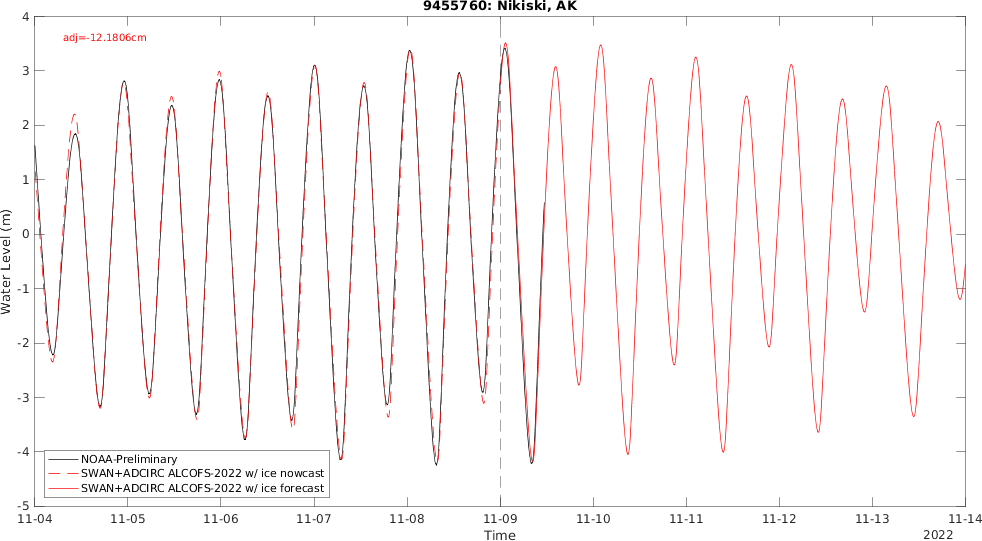 9455760: Nikiski, AK
adj=-12.1806cm
4
3
2
1
0
-1
-2
-3
-4
-5
Water Level (m)
NOAA-Preliminary
SWAN+ADCIRC ALCOFS-2022 w/ ice nowcast
SWAN+ADCIRC ALCOFS-2022 w/ ice forecast
11-04 11-05 11-06 11-07 11-08 11-09 11-10 11-11 11-12 11-13 11-14
Time
2022